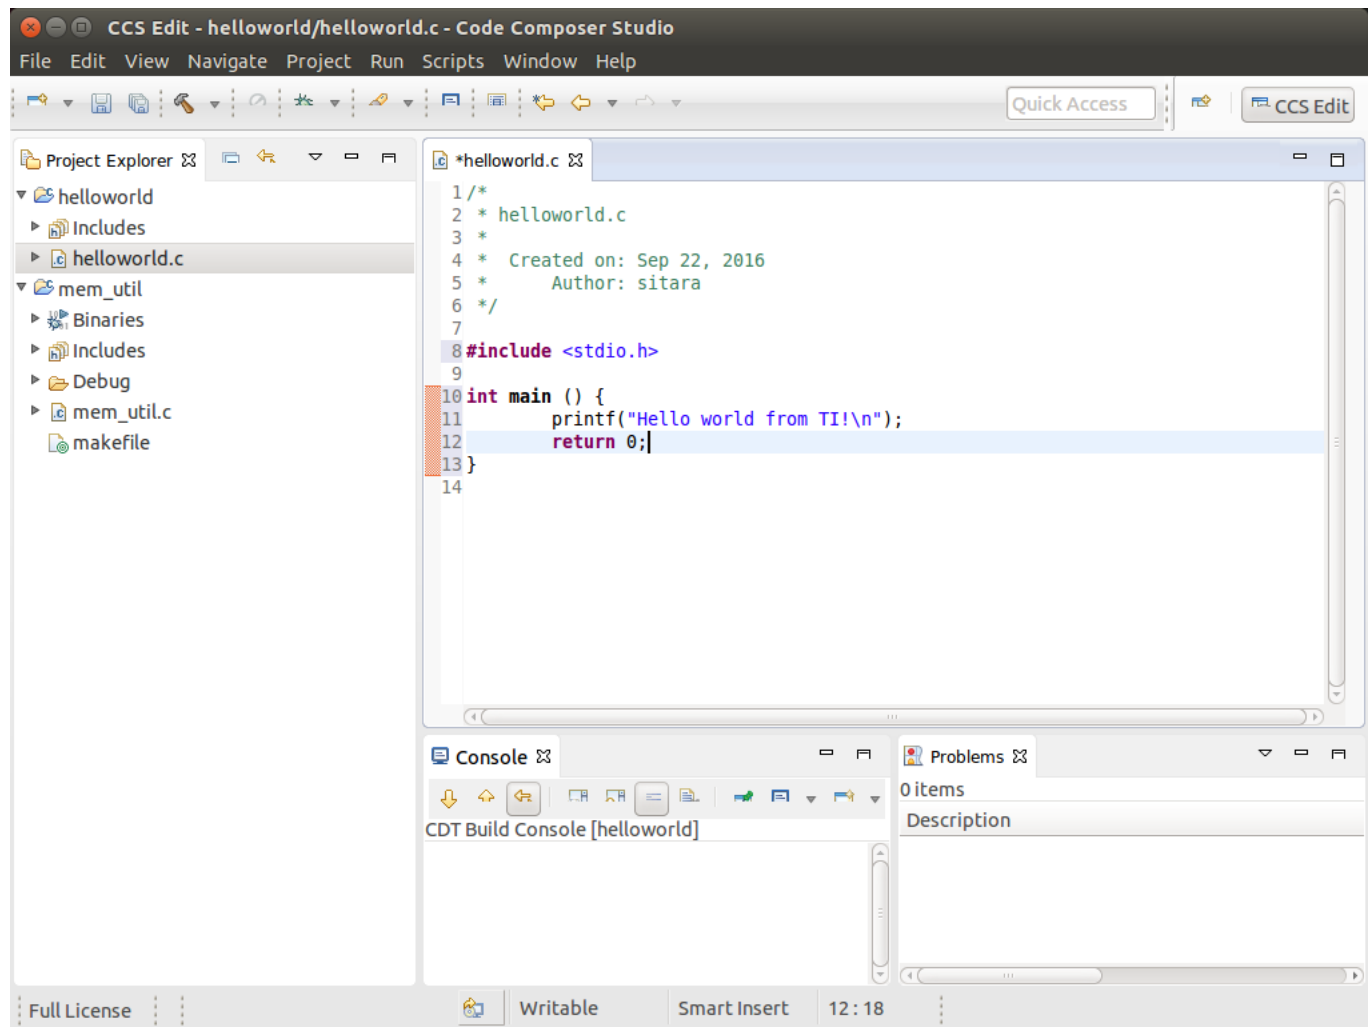 CCS Edit - helloworld/helloworld.c - Code Composer Studio
File Edit View Navigate Project Run Scripts Window Help
Quick Access
CCS Edit
Project Explorer
helloworld
Includes
helloworld.c
mem_util
Binaries
Includes
Debug
mem_util.c
makefile
*helloworld.c
1 /*
2  * helloworld.c
3  *
4  *  Created on: Sep 22, 2016
5  *      Author: sitara
6  */
7
8 #include <stdio.h>
9
10 int main () {
11         printf("Hello world from TI!\n");
12         return 0;
13 }
14
Console
CDT Build Console [helloworld]
Problems
0 items
Description
Full License
Writable
Smart Insert
12 : 18